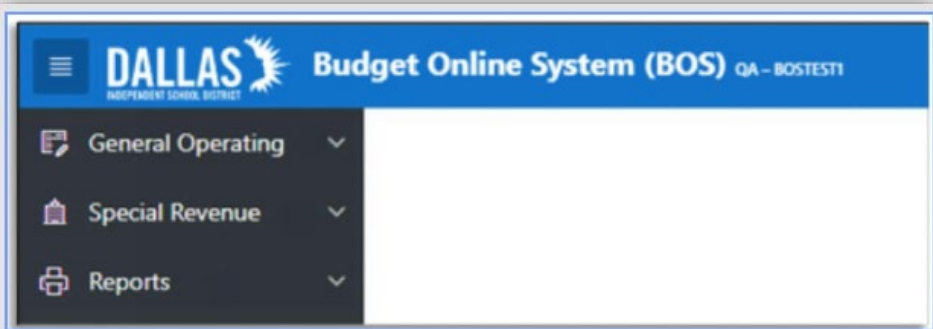 DALLAS
INDEPENDENT SCHOOL DISTRICT
Budget Online System (BOS) QA - BOSTEST1
General Operating
Special Revenue
Reports